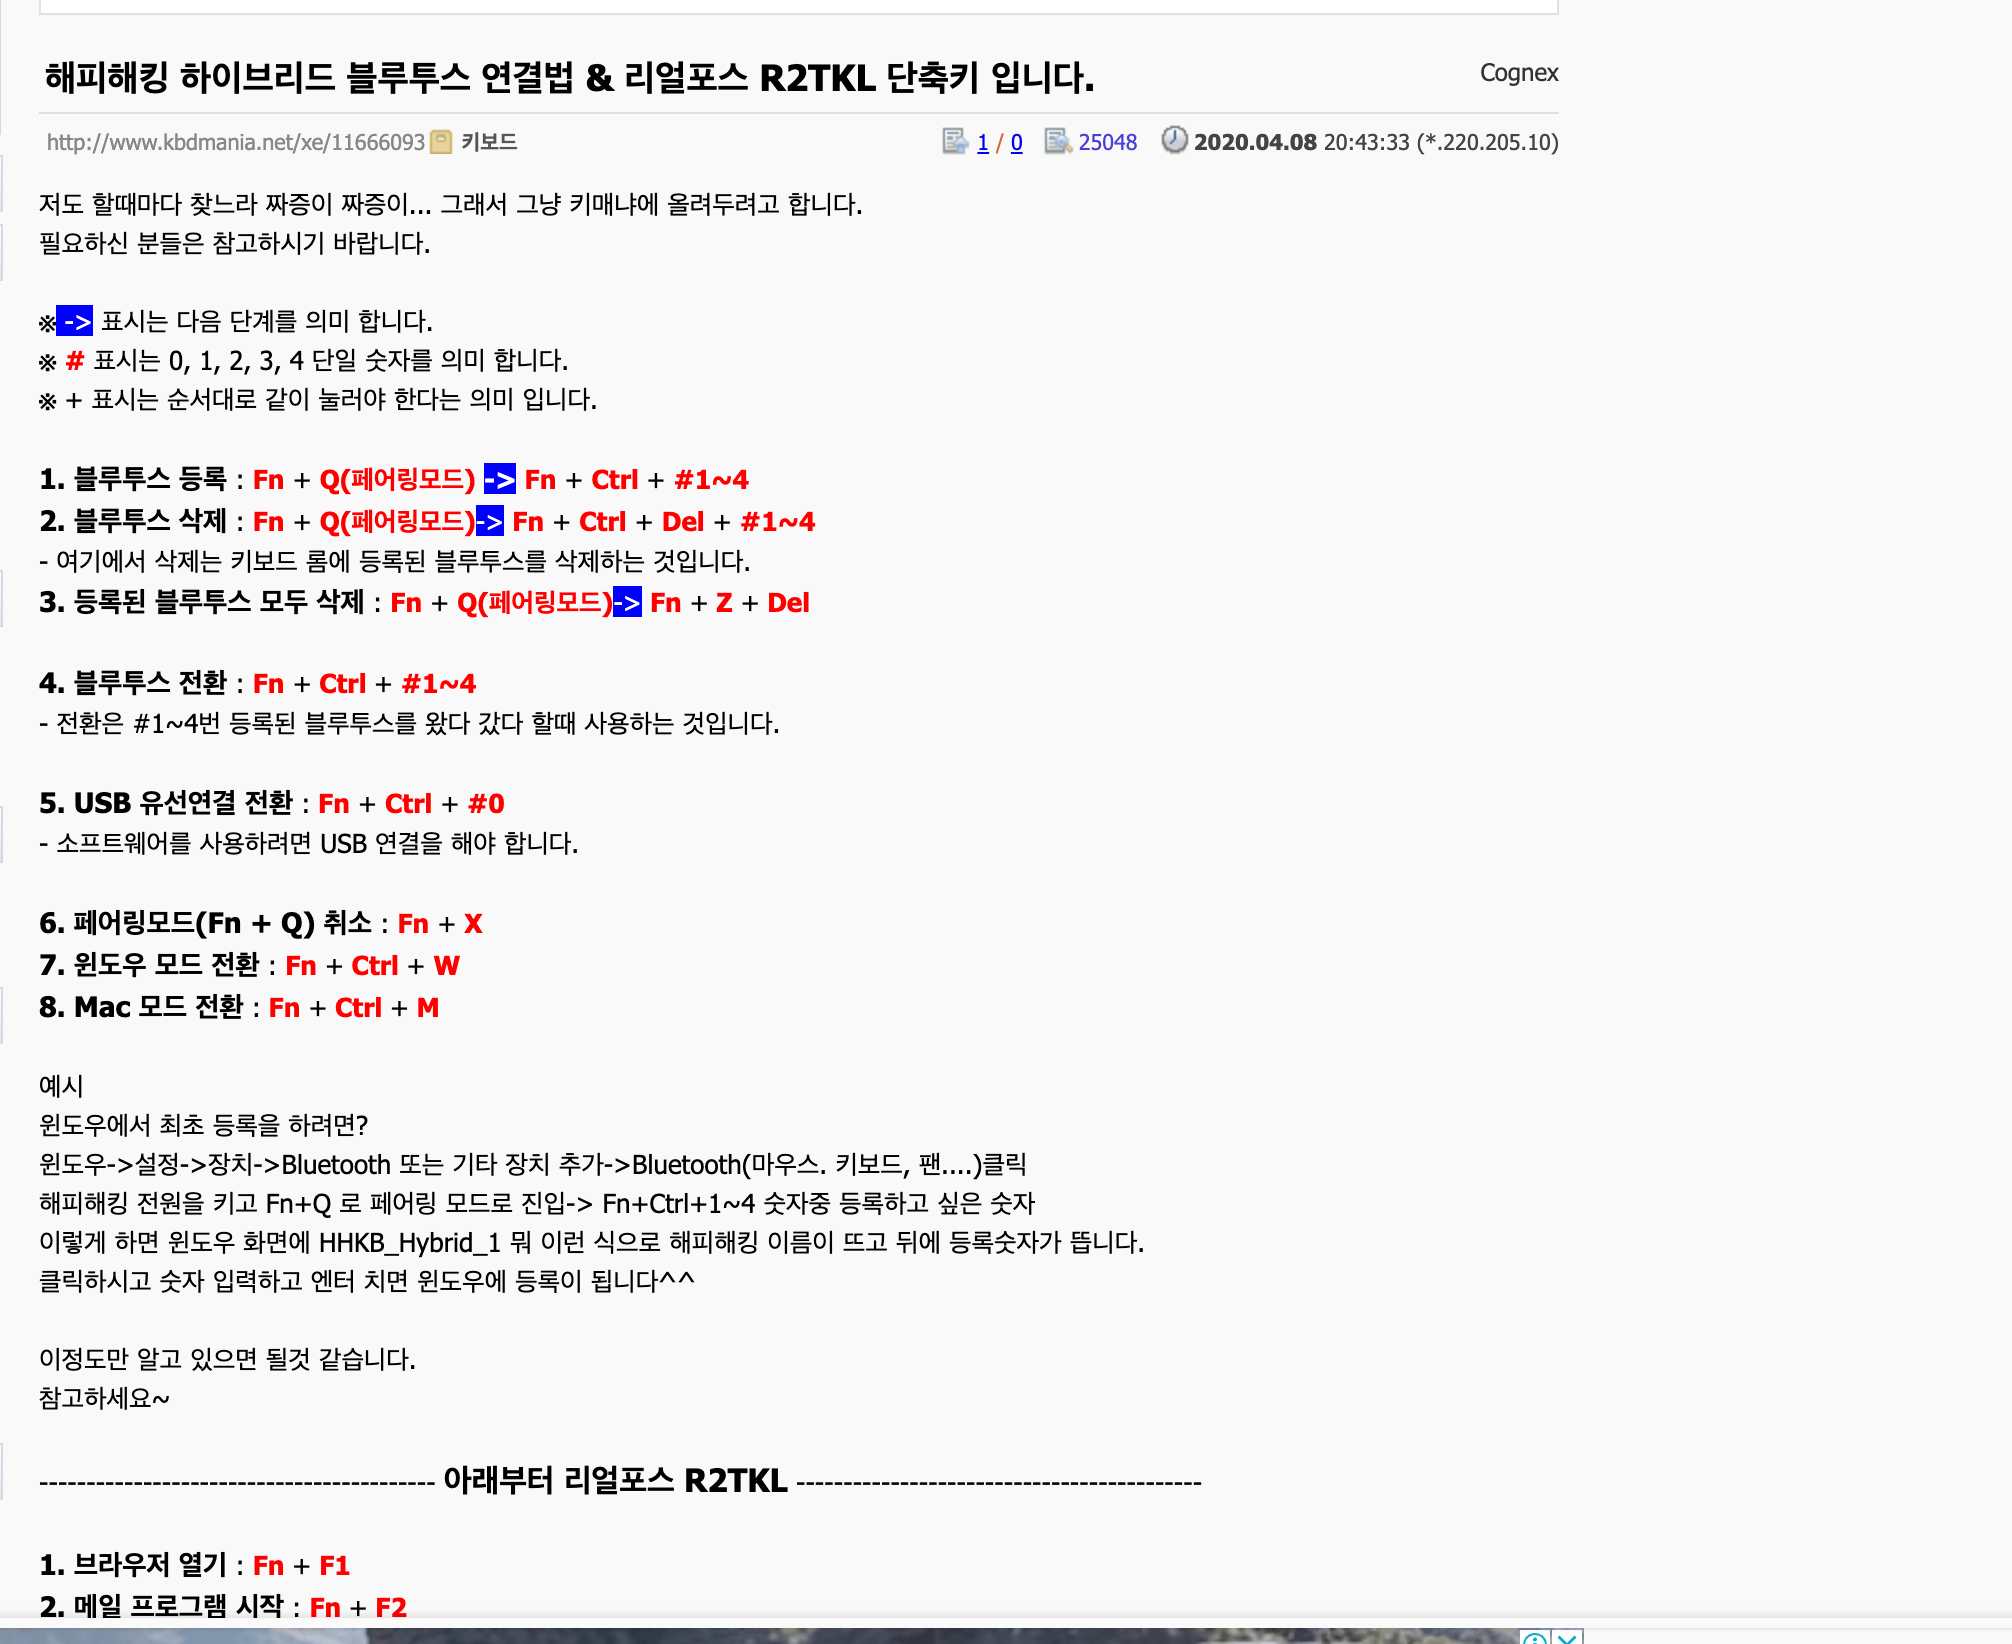 해피해킹 하이브리드 블루투스 연결법 & 리얼포스 R2TKL 단축키 입니다.
Cognex
http://www.kbdmania.net/xe/11666093 키보드
1 / 0 25048 2020.04.08 20:43:33 (*.220.205.10)
저도 할때마다 찾느라 짜증이 짜증이... 그래서 그냥 키매냐에 올려두려고 합니다.
필요하신 분들은 참고하시기 바랍니다.
※ -> 표시는 다음 단계를 의미 합니다.
※ # 표시는 0, 1, 2, 3, 4 단일 숫자를 의미 합니다.
※ + 표시는 순서대로 같이 눌러야 한다는 의미 입니다.
1. 블루투스 등록 : Fn + Q(페어링모드) -> Fn + Ctrl + #1~4
2. 블루투스 삭제 : Fn + Q(페어링모드)-> Fn + Ctrl + Del + #1~4
- 여기에서 삭제는 키보드 롬에 등록된 블루투스를 삭제하는 것입니다.
3. 등록된 블루투스 모두 삭제 : Fn + Q(페어링모드)-> Fn + Z + Del
4. 블루투스 전환 : Fn + Ctrl + #1~4
- 전환은 #1~4번 등록된 블루투스를 왔다 갔다 할때 사용하는 것입니다.
5. USB 유선연결 전환 : Fn + Ctrl + #0
- 소프트웨어를 사용하려면 USB 연결을 해야 합니다.
6. 페어링모드(Fn + Q) 취소 : Fn + X
7. 윈도우 모드 전환 : Fn + Ctrl + W
8. Mac 모드 전환 : Fn + Ctrl + M
예시
윈도우에서 최초 등록을 하려면?
윈도우->설정->장치->Bluetooth 또는 기타 장치 추가->Bluetooth(마우스. 키보드, 팬....)클릭
해피해킹 전원을 키고 Fn+Q 로 페어링 모드로 진입-> Fn+Ctrl+1~4 숫자중 등록하고 싶은 숫자
이렇게 하면 윈도우 화면에 HHKB_Hybrid_1 뭐 이런 식으로 해피해킹 이름이 뜨고 뒤에 등록숫자가 뜹니다.
클릭하시고 숫자 입력하고 엔터 치면 윈도우에 등록이 됩니다^^
이정도만 알고 있으면 될것 같습니다.
참고하세요~
------------------------------------------ 아래부터 리얼포스 R2TKL -------------------------------------------
1. 브라우저 열기 : Fn + F1
2. 메일 프로그램 시작 : Fn + F2